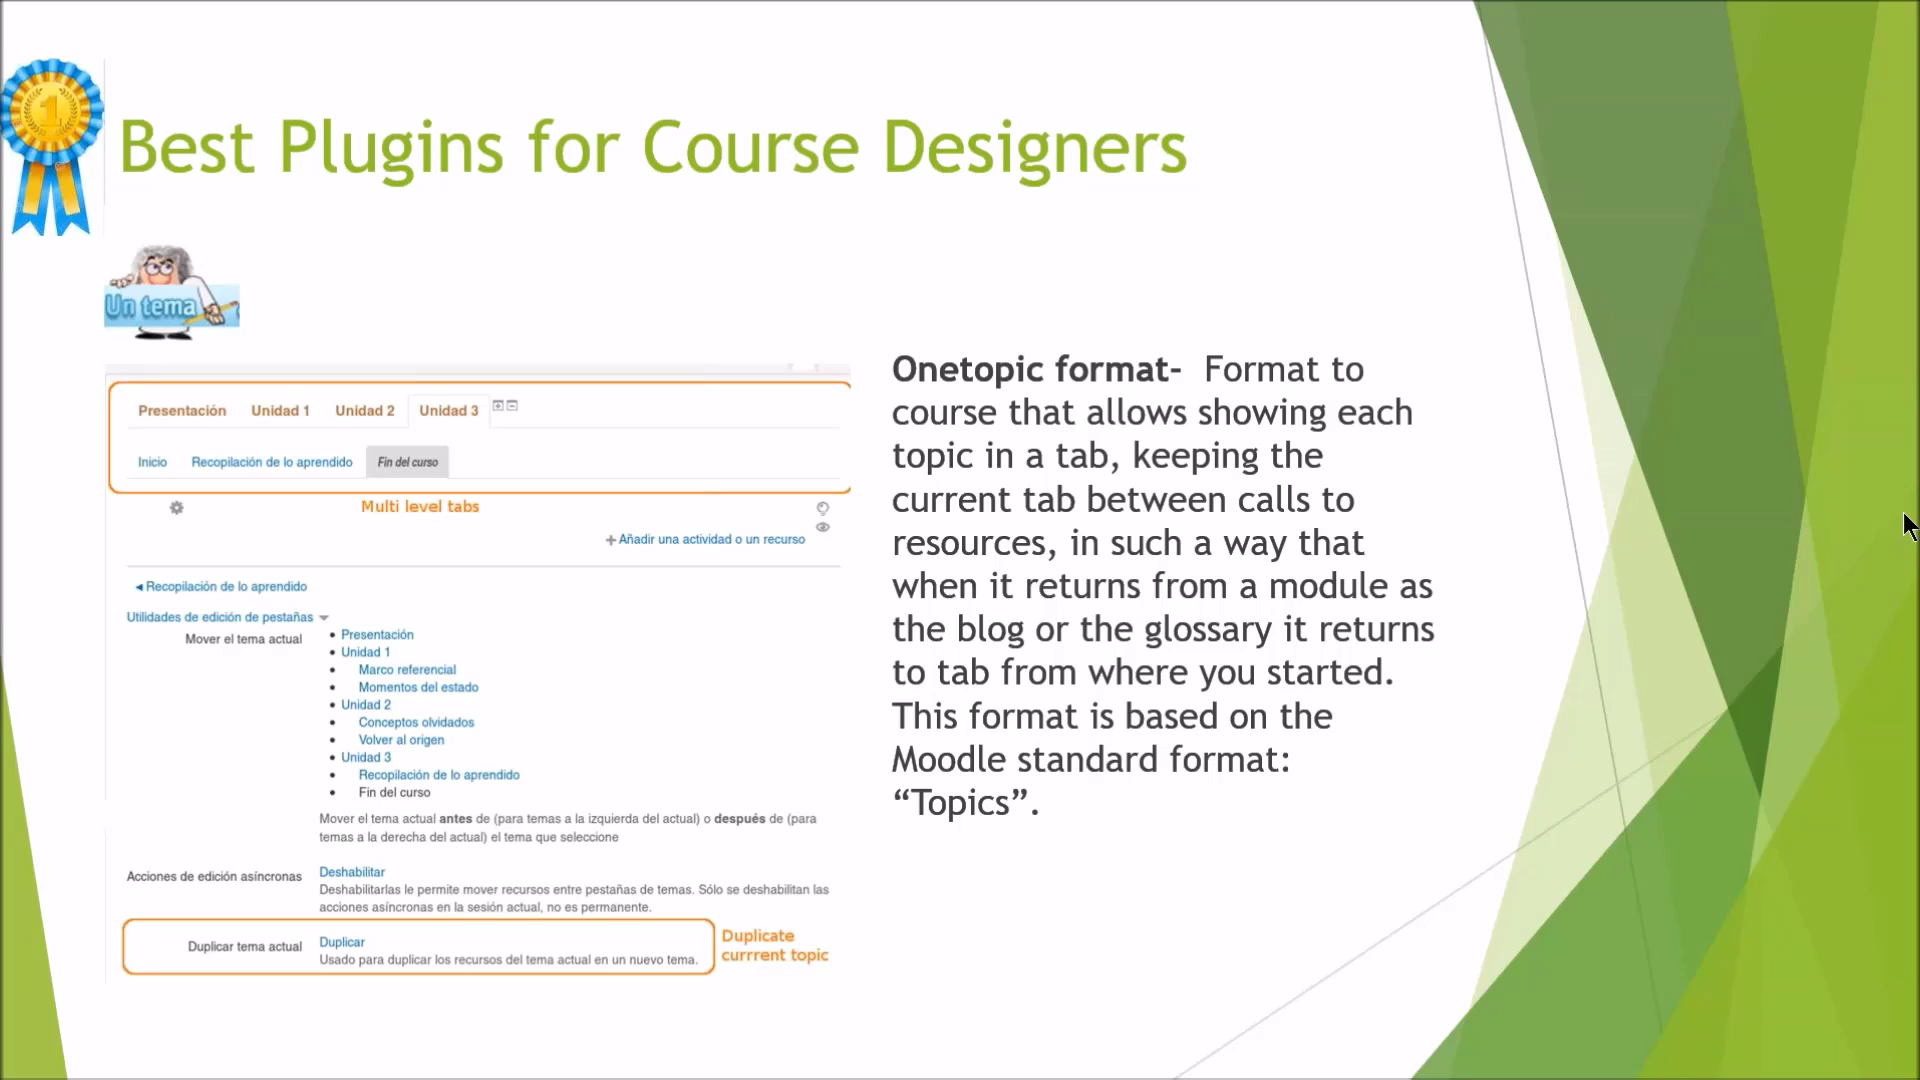 1
Best Plugins for Course Designers
Un tema
Presentación Unidad 1 Unidad 2 Unidad 3
Inicio Recopilación de lo aprendido Fin del curso
Multi level tabs
Añadir una actividad o un recurso
Recopilación de lo aprendido
Utilidades de edición de pestañas
Mover el tema actual
• Presentación
• Unidad 1
• Marco referencial
• Momentos del estado
• Unidad 2
• Conceptos olvidados
• Volver al origen
• Unidad 3
• Recopilación de lo aprendido
• Fin del curso
Mover el tema actual antes de (para temas a la izquierda del actual) o después de (para
temas a la derecha del actual) el tema que seleccione
Acciones de edición asíncronas Deshabilitar
Deshabilitarlas le permite mover recursos entre pestañas de temas. Sólo se deshabilitan las
acciones asíncronas en la sesión actual, no es permanente.
Duplicar tema actual Duplicar
Usado para duplicar los recursos del tema actual en un nuevo tema.
Duplicate
currrent topic
Onetopic format- Format to
course that allows showing each
topic in a tab, keeping the
current tab between calls to
resources, in such a way that
when it returns from a module as
the blog or the glossary it returns
to tab from where you started.
This format is based on the
Moodle standard format:
“Topics”.